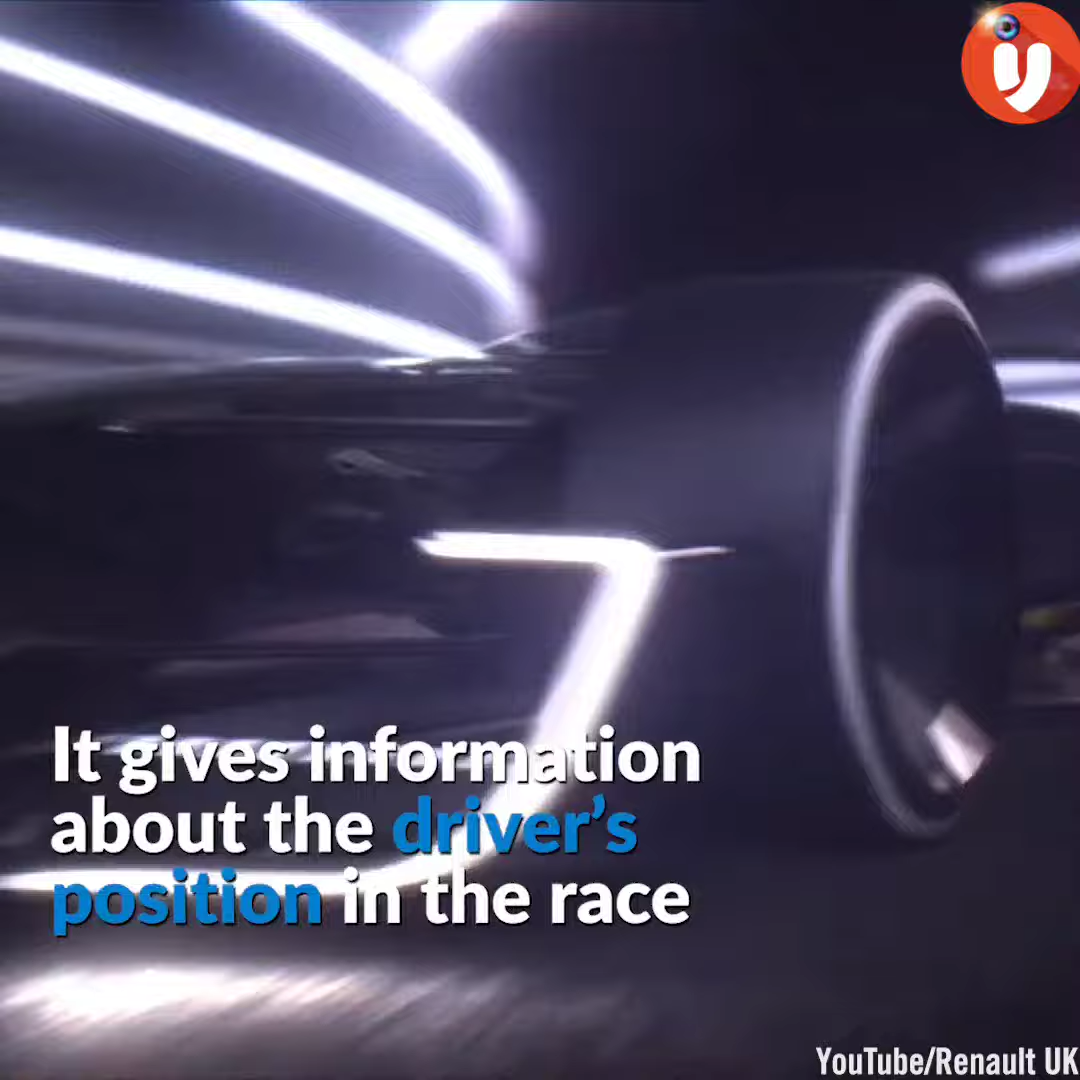 It gives information
about the driver’s
position in the race
YouTube/Renault UK